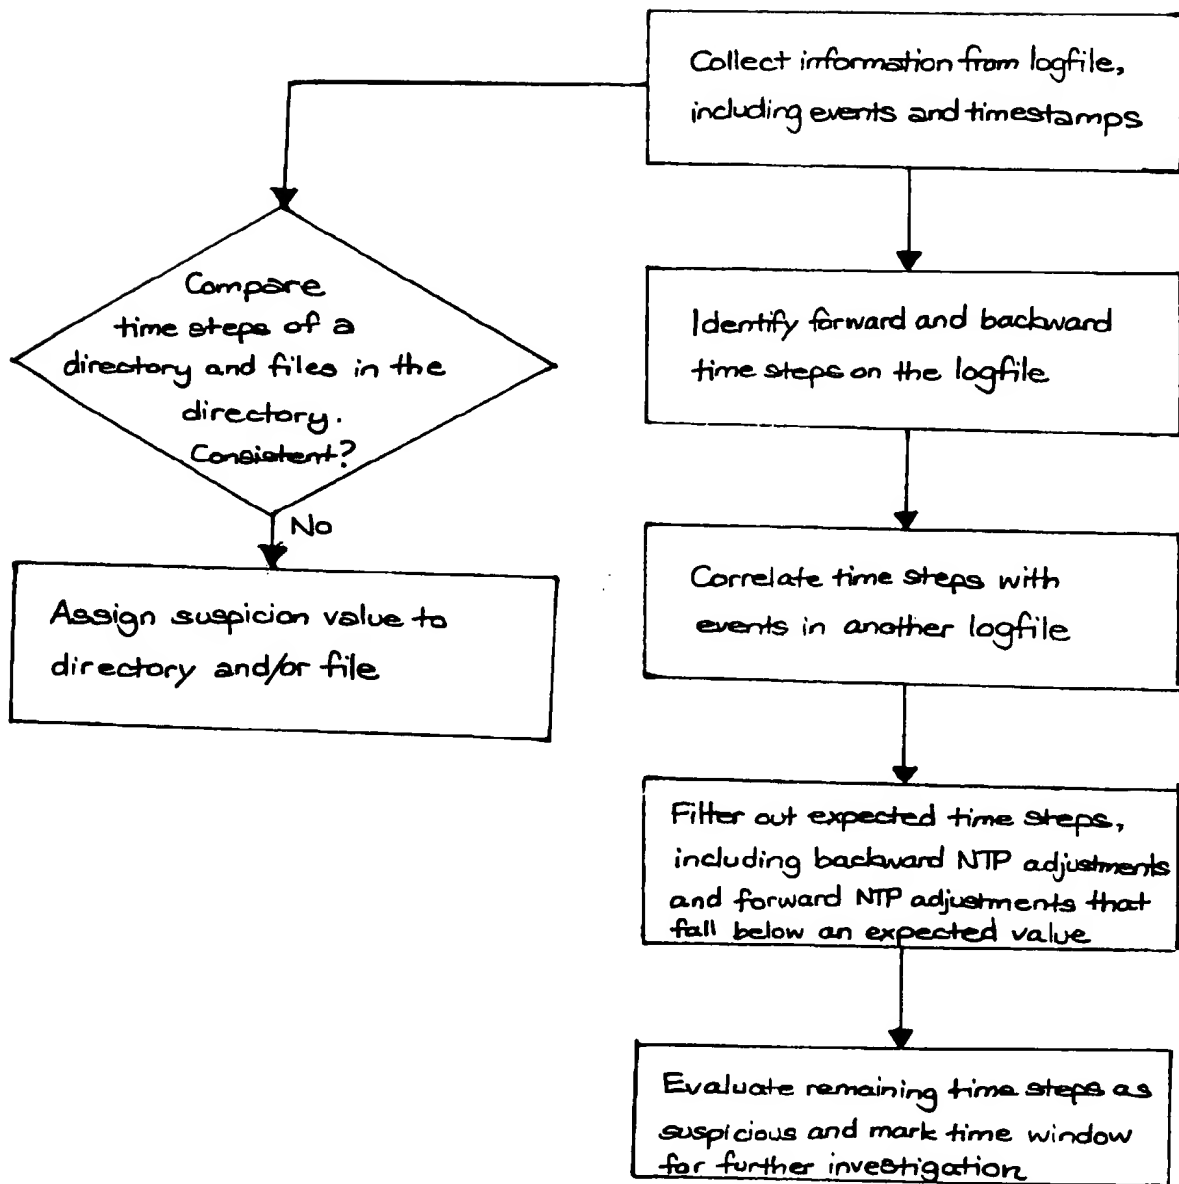 Collect information from logfile,
including events and timestamps
Compare
time steps of a
directory and files in the
directory.
Consistent?
No
Assign suspicion value to
directory and/or file
Identify forward and backward
time steps on the logfile
Correlate time steps with
events in another logfile
Filter out expected time steps,
including backward NTP adjustments
and forward NTP adjustments that
fall below an expected value
Evaluate remaining time steps as
suspicious and mark time window
for further investigation